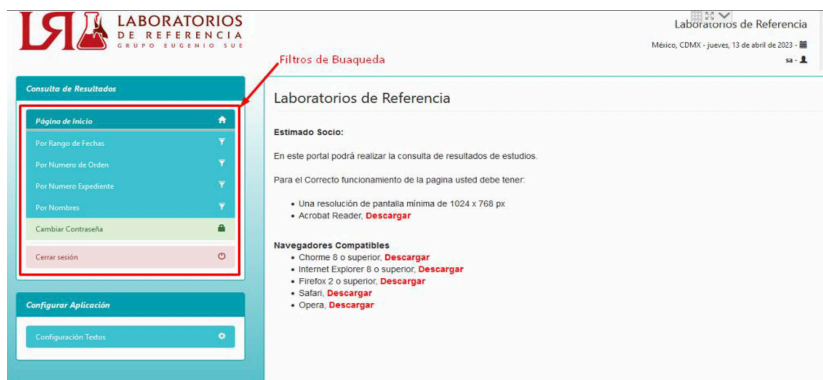 LABORATORIOS
DE REFERENCIA
GRUPO EUGENIO SUE
Laboratorios de Referencia
México, CDMX - jueves, 13 de abril de 2023 -
sa -
Filtros de Buaqueda
Consulta de Resultados
Página de Inicio
Por Rango de Fechas
Por Numero de Orden
Por Numero Expediente
Por Nombres
Cambiar Contraseña
Cerrar sesión
Configurar Aplicación
Configuración Textos
Laboratorios de Referencia
Estimado Socio:
En este portal podrá realizar la consulta de resultados de estudios.
Para el Correcto funcionamiento de la pagina usted debe tener:
• Una resolución de pantalla mínima de 1024 x 768 px
• Acrobat Reader, Descargar
Navegadores Compatibles
• Chorme 8 o superior, Descargar
• Internet Explorer 8 o superior, Descargar
• Firefox 2 o superior, Descargar
• Safari, Descargar
• Opera, Descargar